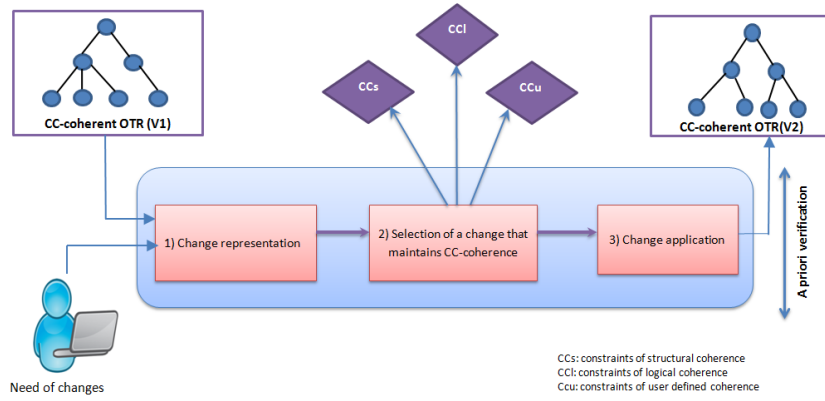 CC-coherent OTR (V1)
CCs
CCl
CCu
CC-coherent OTR(V2)
1) Change representation
2) Selection of a change that
maintains CC-coherence
3) Change application
A priori verification
Need of changes
CCs: constraints of structural coherence
CCl: constraints of logical coherence
Ccu: constraints of user defined coherence